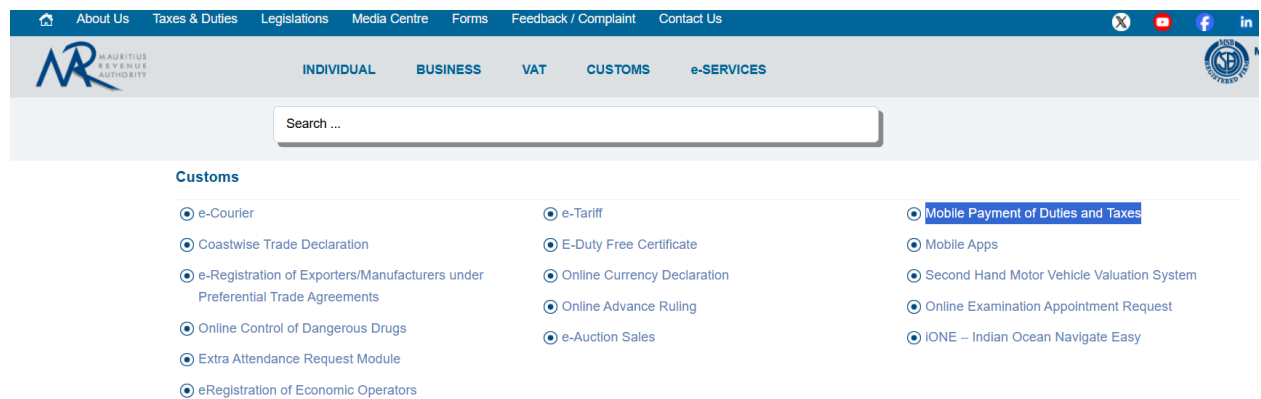 About Us Taxes & Duties Legislations Media Centre Forms Feedback / Complaint Contact Us
MAURITIUS
REVENUE
AUTHORITY
INDIVIDUAL BUSINESS VAT CUSTOMS e-SERVICES
MSB
REGISTERED FIRM
Search ...
Customs
e-Courier
Coastwise Trade Declaration
e-Registration of Exporters/Manufacturers under
Preferential Trade Agreements
Online Control of Dangerous Drugs
Extra Attendance Request Module
eRegistration of Economic Operators
e-Tariff
E-Duty Free Certificate
Online Currency Declaration
Online Advance Ruling
e-Auction Sales
Mobile Payment of Duties and Taxes
Mobile Apps
Second Hand Motor Vehicle Valuation System
Online Examination Appointment Request
iONE – Indian Ocean Navigate Easy